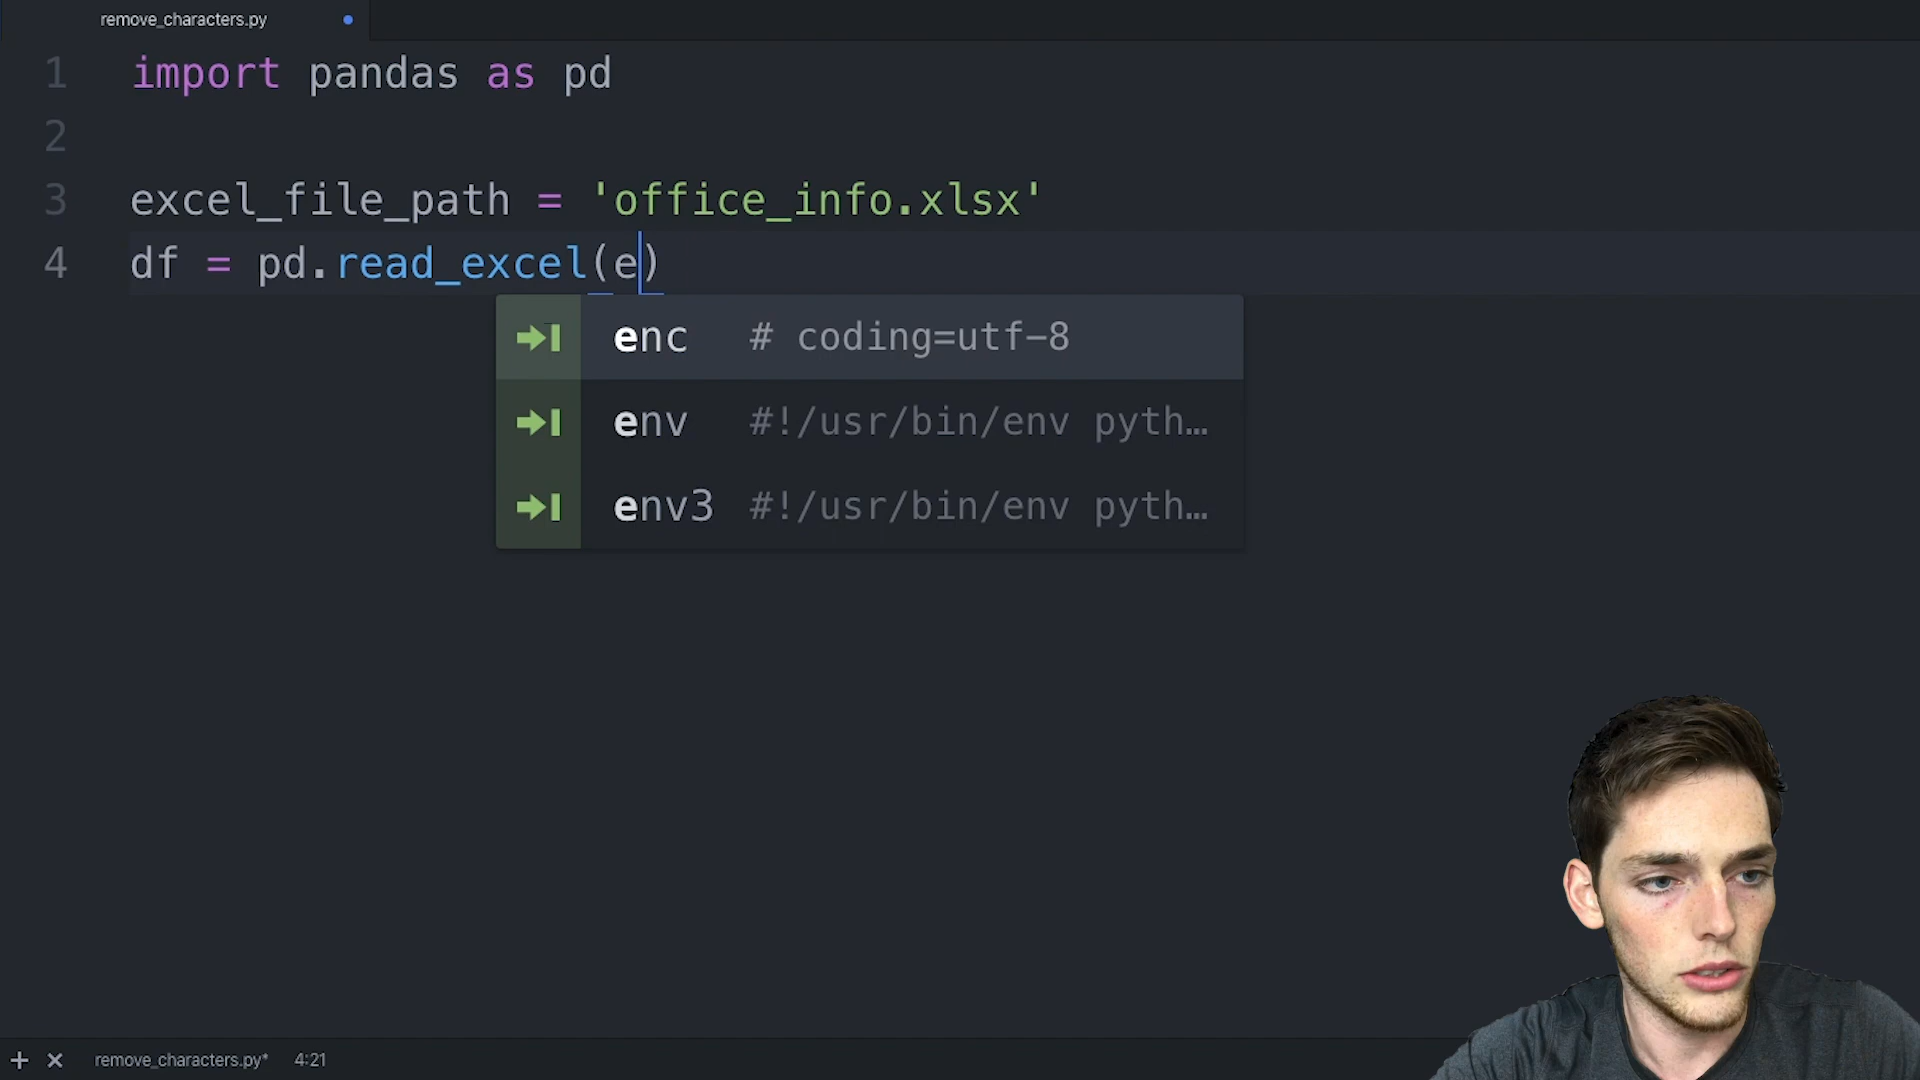 remove_characters.py
1 import pandas as pd
2
3 excel_file_path = 'office_info.xlsx'
4 df = pd.read_excel(e)
enc # coding=utf-8
env #!/usr/bin/env pyth…
env3 #!/usr/bin/env pyth…
remove_characters.py* 4:21